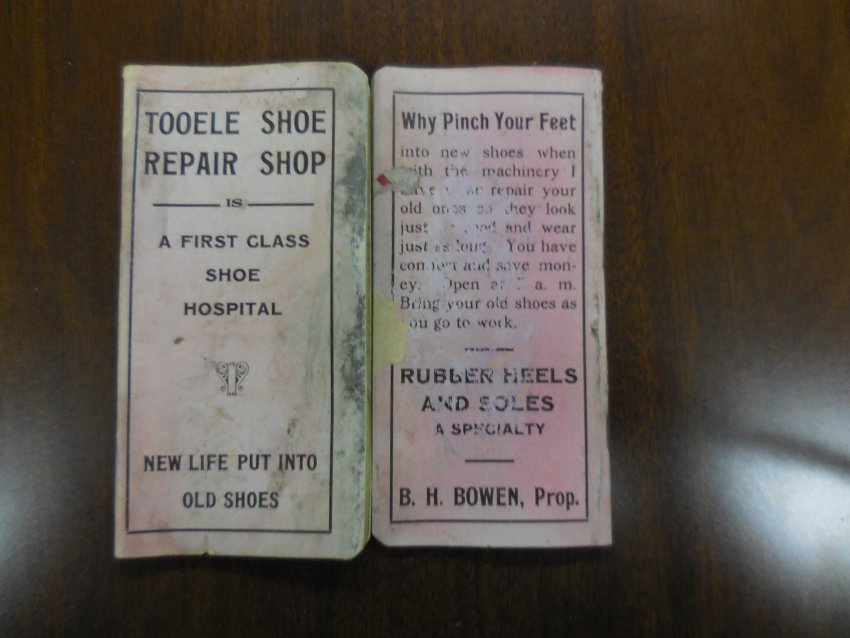 TOOELE SHOE
REPAIR SHOP
IS
A FIRST CLASS
SHOE
HOSPITAL
NEW LIFE PUT INTO
OLD SHOES
Why Pinch Your Feet
into new shoes when
with the machinery I
repair your
old ones so they look
just good and wear
just as long. You have
comfort and save mon-
ey. Open at a. m.
Bring your old shoes as
you go to work.
RUBBER HEELS
AND SOLES
A SPECIALTY
B. H. BOWEN, Prop.